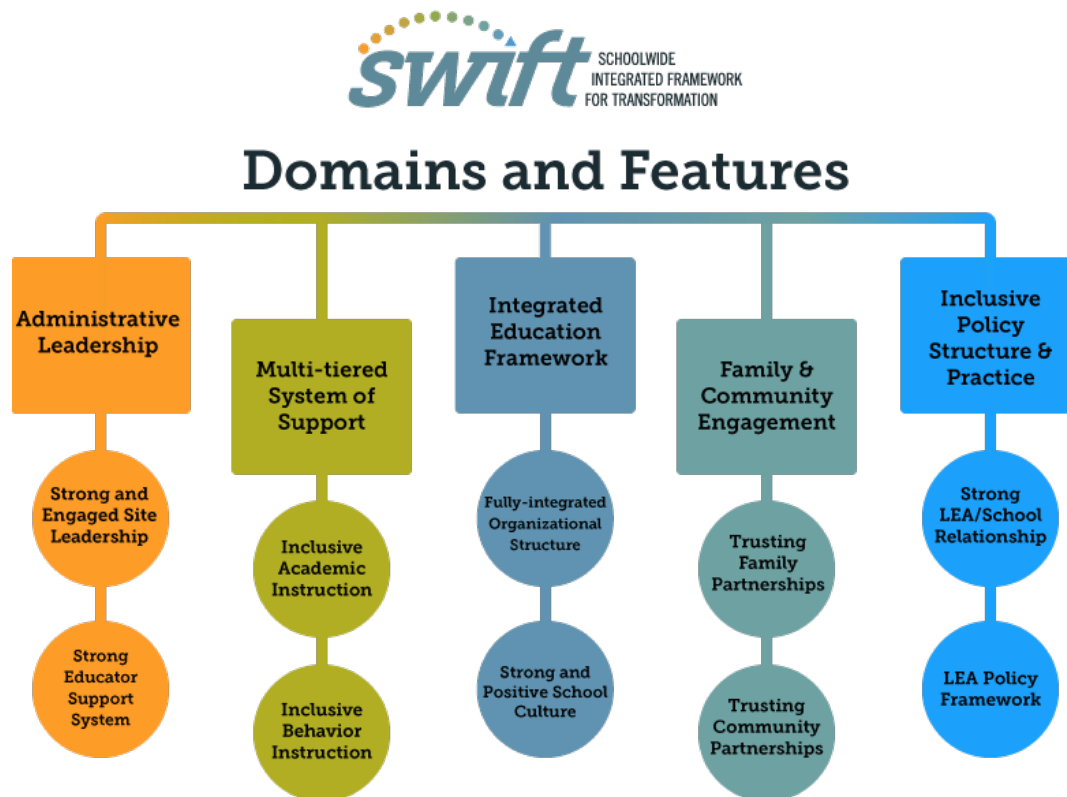 swift
SCHOOLWIDE
INTEGRATED FRAMEWORK
FOR TRANSFORMATION
Domains and Features
Administrative
Leadership
Strong and
Engaged Site
Leadership
Strong
Educator
Support
System
Multi-tiered
System of
Support
Inclusive
Academic
Instruction
Inclusive
Behavior
Instruction
Integrated
Education
Framework
Fully-integrated
Organizational
Structure
Strong and
Positive School
Culture
Family &
Community
Engagement
Trusting
Family
Partnerships
Trusting
Community
Partnerships
Inclusive
Policy
Structure &
Practice
Strong
LEA/School
Relationship
LEA Policy
Framework